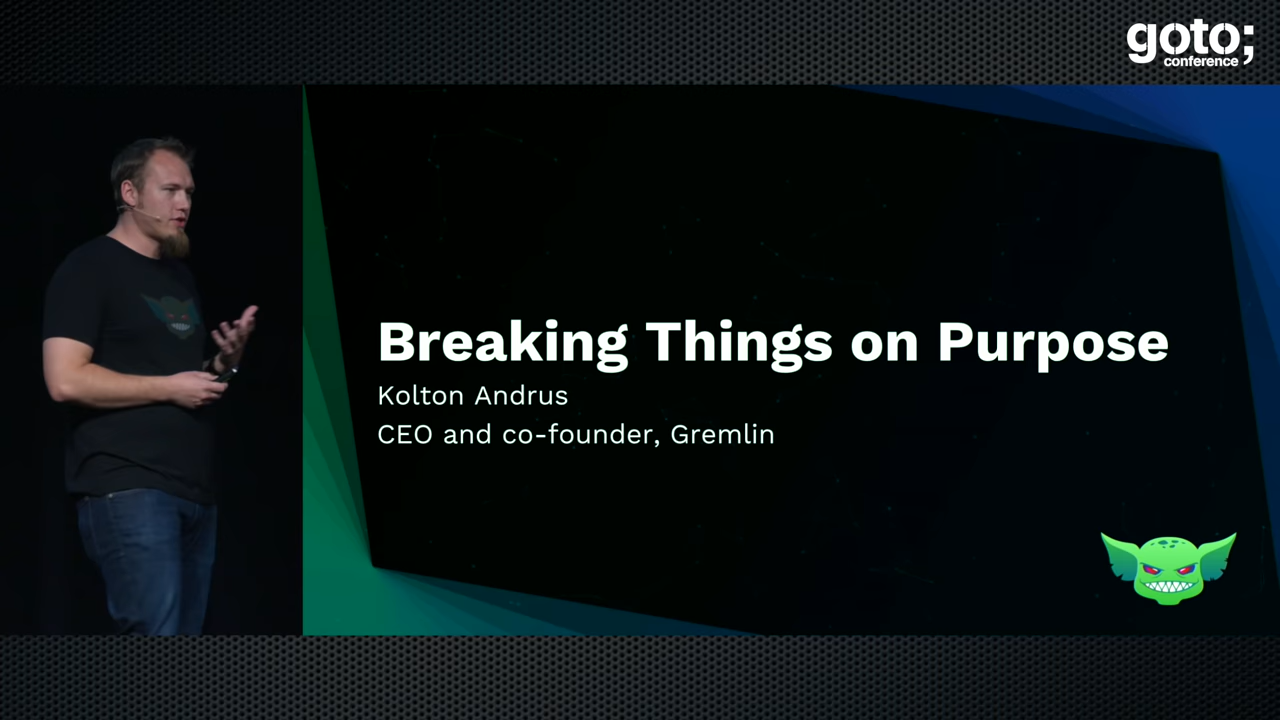 goto;
conference
Breaking Things on Purpose
Kolton Andrus
CEO and co-founder, Gremlin